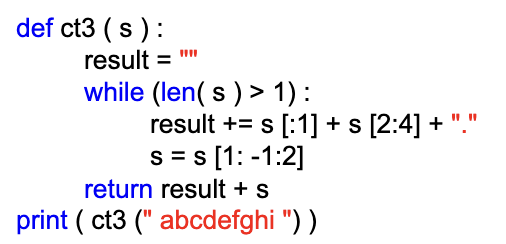 def ct3 ( s ) :
result = ""
while (len( s ) > 1) :
result += s [:1] + s [2:4] + "."
s = s [1: -1:2]
return result + s
print ( ct3 (" abcdefghi ") )